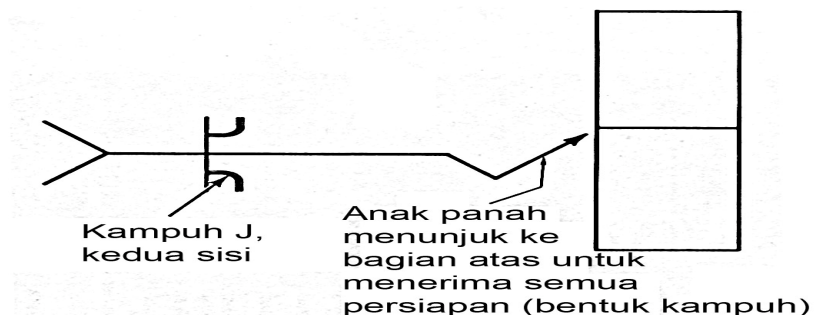 Kampuh J,
kedua sisi
Anak panah
menunjuk ke
bagian atas untuk
menerima semua
persiapan (bentuk kampuh)